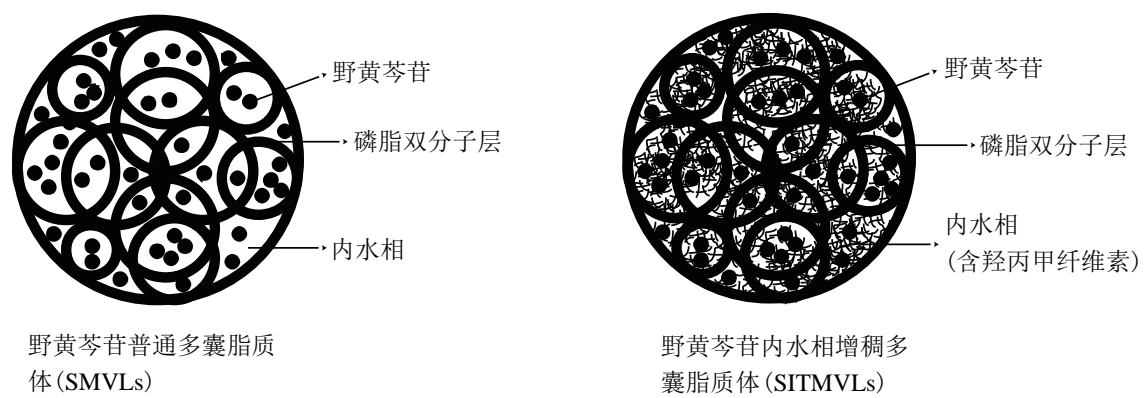 野黄芩苷
磷脂双分子层
内水相
野黄芩苷普通多囊脂质
体(SMVLs)
野黄芩苷
磷脂双分子层
内水相
(含羟丙甲纤维素)
野黄芩苷内水相增稠多
囊脂质体(SITMVLs)